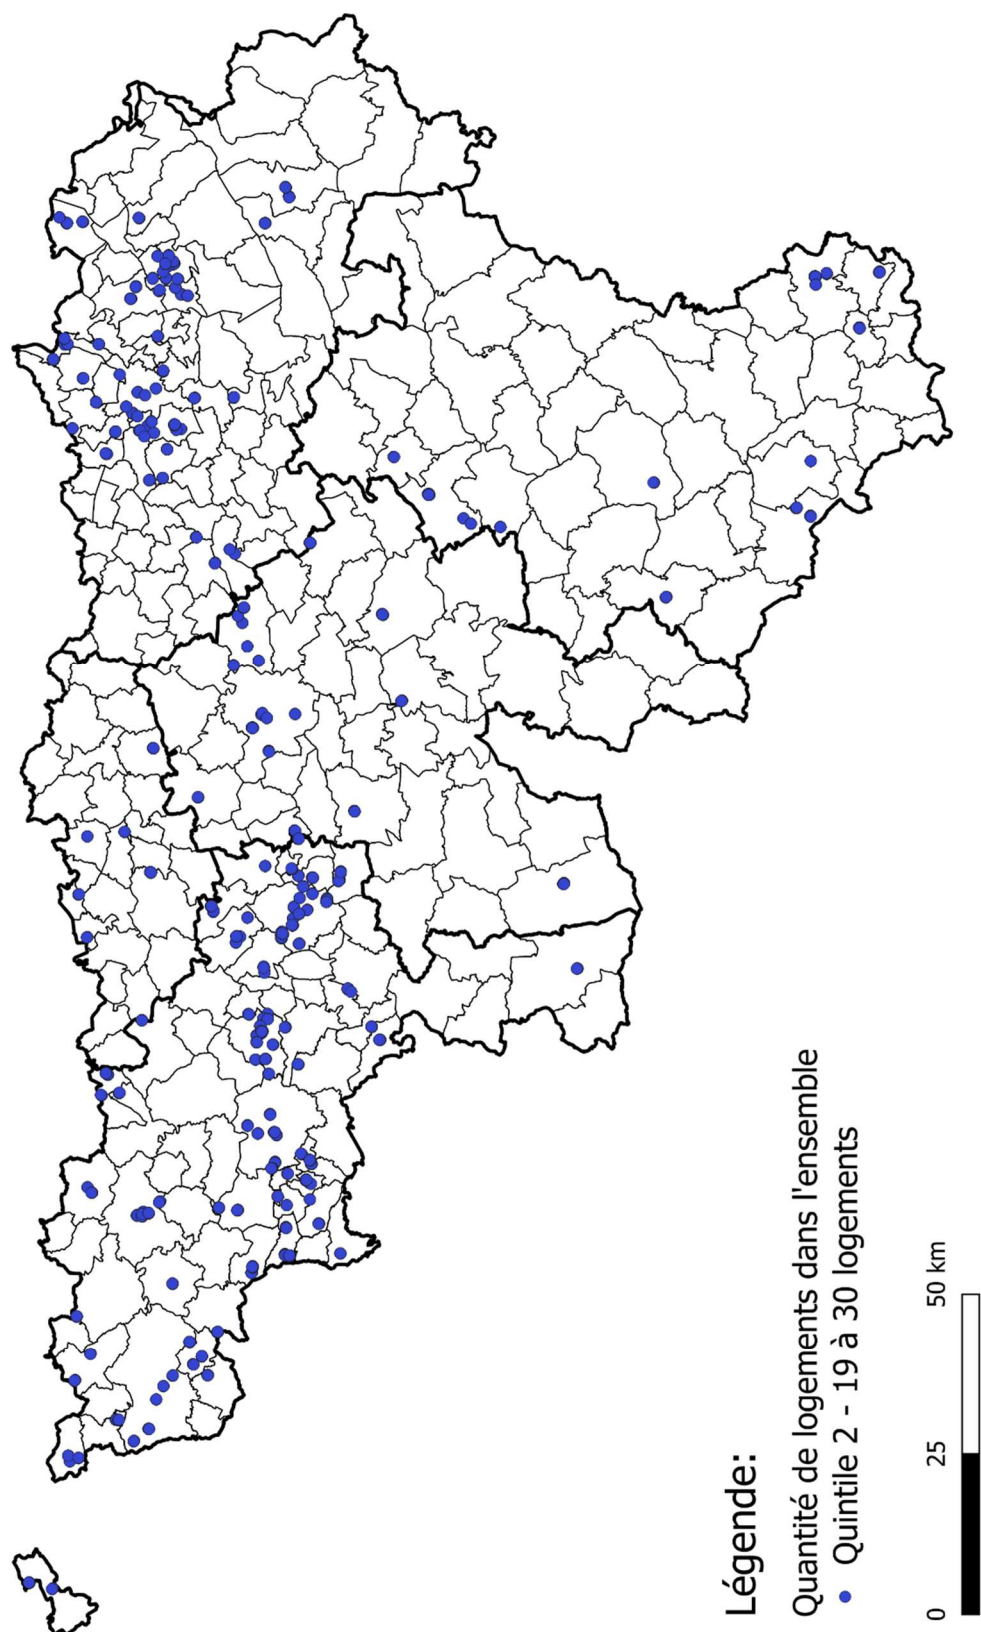 Légende:
Quantité de logements dans l'ensemble
Quintile 2 - 19 à 30 logements
0 25 50 km